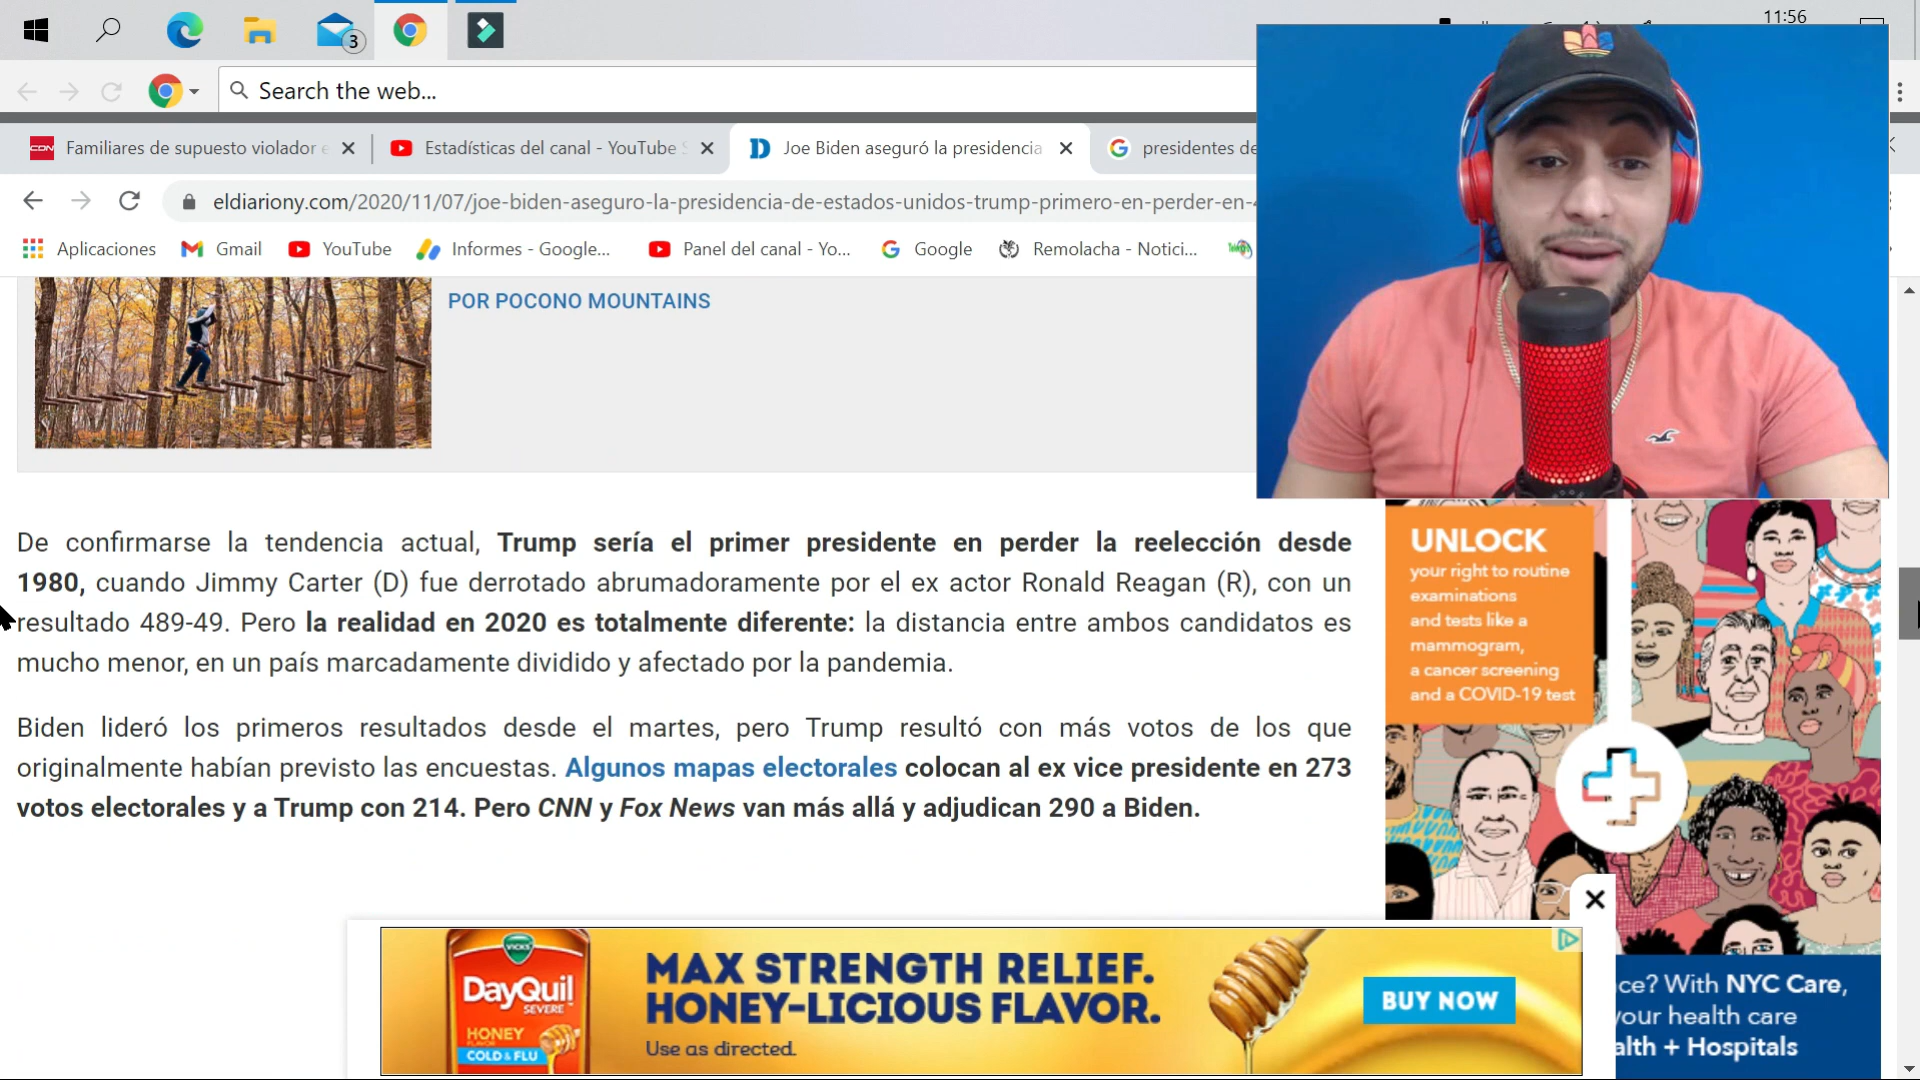 11:56
3
Search the web...
CDN Familiares de supuesto violador e
Estadísticas del canal - YouTube S
Joe Biden aseguró la presidencia
presidentes de
eldiariony.com/2020/11/07/joe-biden-aseguro-la-presidencia-de-estados-unidos-trump-primero-en-perder-en-4
Aplicaciones
Gmail
YouTube
Informes - Google...
Panel del canal - Yo...
Google
Remolacha - Notici...
POR POCONO MOUNTAINS
De confirmarse la tendencia actual, Trump sería el primer presidente en perder la reelección desde
1980, cuando Jimmy Carter (D) fue derrotado abrumadoramente por el ex actor Ronald Reagan (R), con un
resultado 489-49. Pero la realidad en 2020 es totalmente diferente: la distancia entre ambos candidatos es
mucho menor, en un país marcadamente dividido y afectado por la pandemia.
Biden lideró los primeros resultados desde el martes, pero Trump resultó con más votos de los que
originalmente habían previsto las encuestas. Algunos mapas electorales colocan al ex vice presidente en 273
votos electorales y a Trump con 214. Pero CNN y Fox News van más allá y adjudican 290 a Biden.
UNLOCK
your right to routine
examinations
and tests like a
mammogram,
a cancer screening
and a COVID-19 test
ce? With NYC Care,
your health care
alth + Hospitals
VICKS
DayQuil
SEVERE
HONEY
FLAVOR
COLD & FLU
MAX STRENGTH RELIEF.
HONEY-LICIOUS FLAVOR.
Use as directed.
BUY NOW